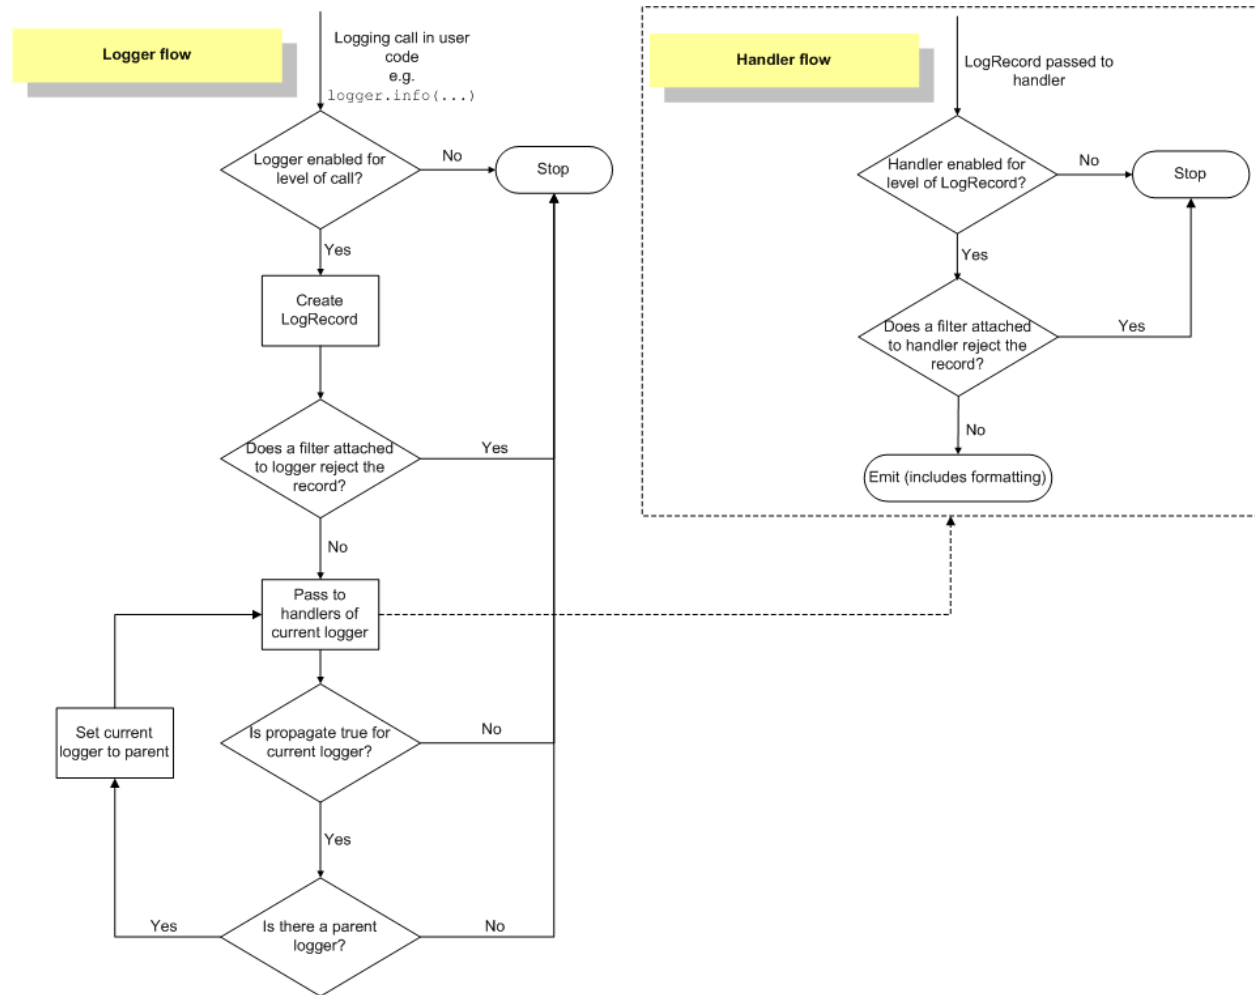 Logger flow
Logging call in user
code
e.g.
logger.info(...)
Logger enabled for
level of call?
No
Stop
Yes
Create
LogRecord
Does a filter attached
to logger reject the
record?
Yes
No
Pass to
handlers of
current logger
Set current
logger to parent
Is propagate true for
current logger?
No
Yes
Is there a parent
logger?
Yes
No
Handler flow
LogRecord passed to
handler
Handler enabled for
level of LogRecord?
No
Stop
Yes
Does a filter attached
to handler reject the
record?
Yes
No
Emit (includes formatting)